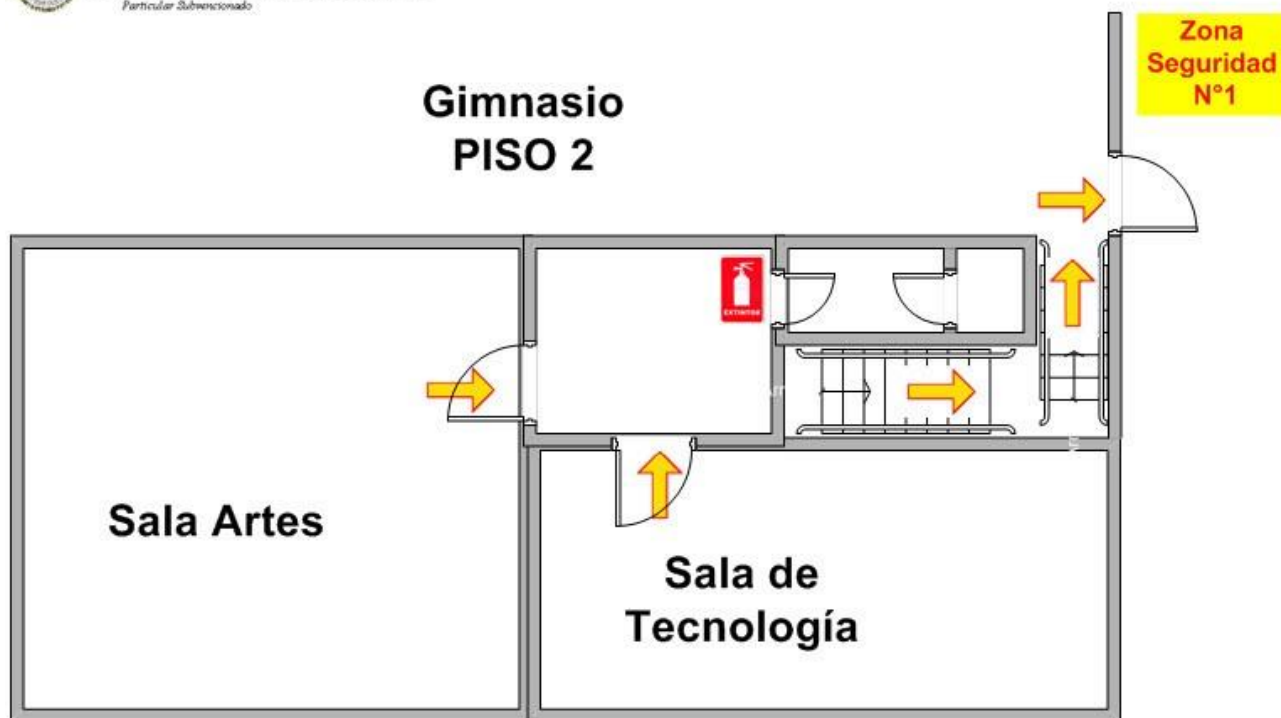 Particular Subvencionado
Zona
Seguridad
N°1
Gimnasio
PISO 2
EXTINTOR
Sala Artes
Sala de
Tecnología